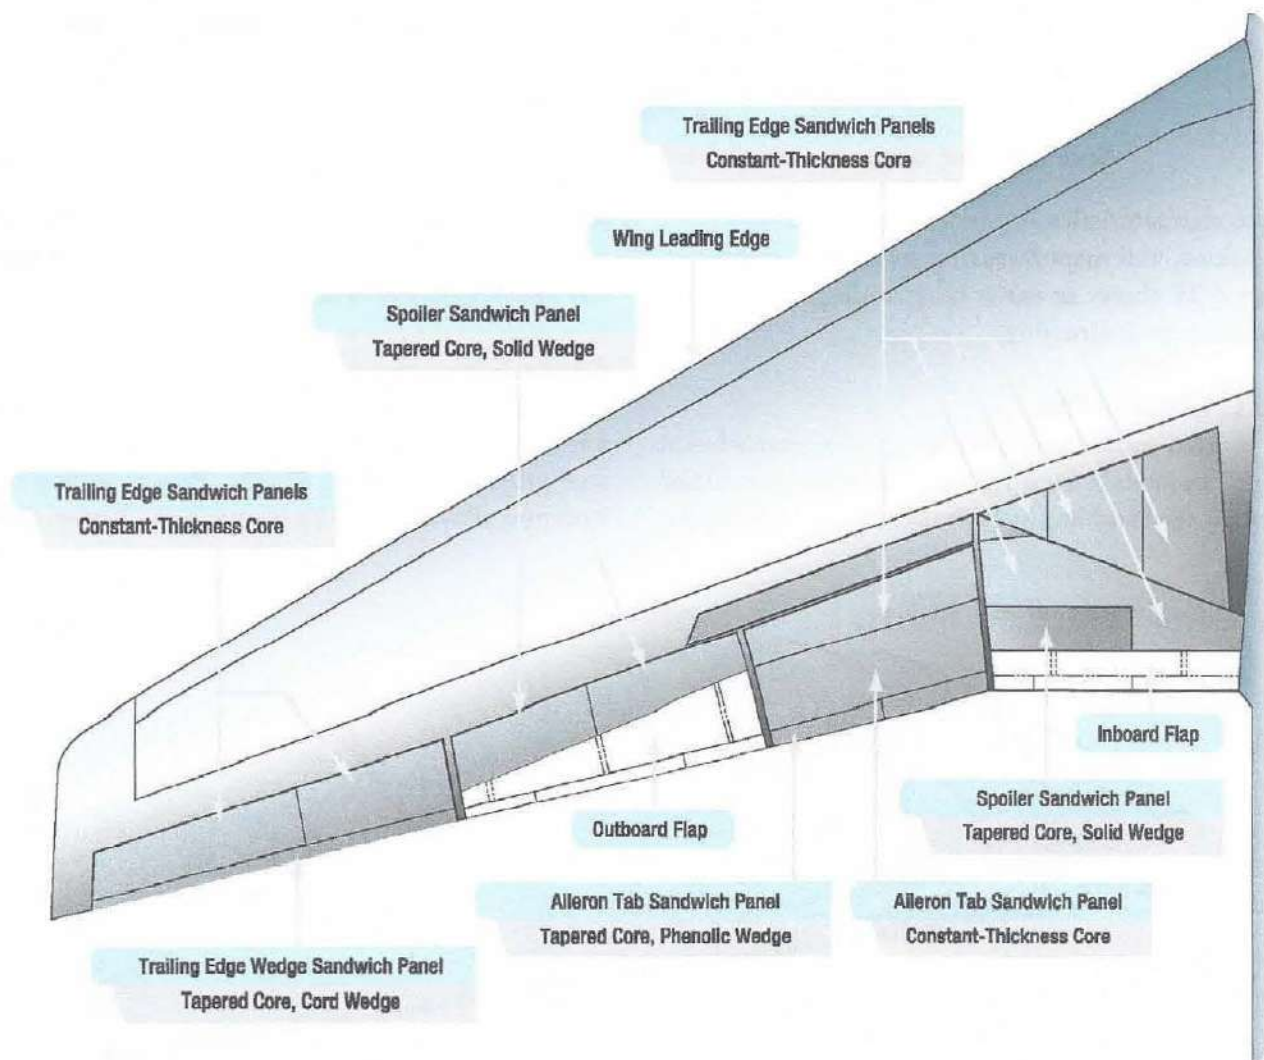 Trailing Edge Sandwich Panels
Constant-Thickness Core
Wing Leading Edge
Spoiler Sandwich Panel
Tapered Core, Solid Wedge
Trailing Edge Sandwich Panels
Constant-Thickness Core
Inboard Flap
Outboard Flap
Spoiler Sandwich Panel
Tapered Core, Solid Wedge
Aileron Tab Sandwich Panel
Tapered Core, Phenolic Wedge
Aileron Tab Sandwich Panel
Constant-Thickness Core
Trailing Edge Wedge Sandwich Panel
Tapered Core, Cord Wedge